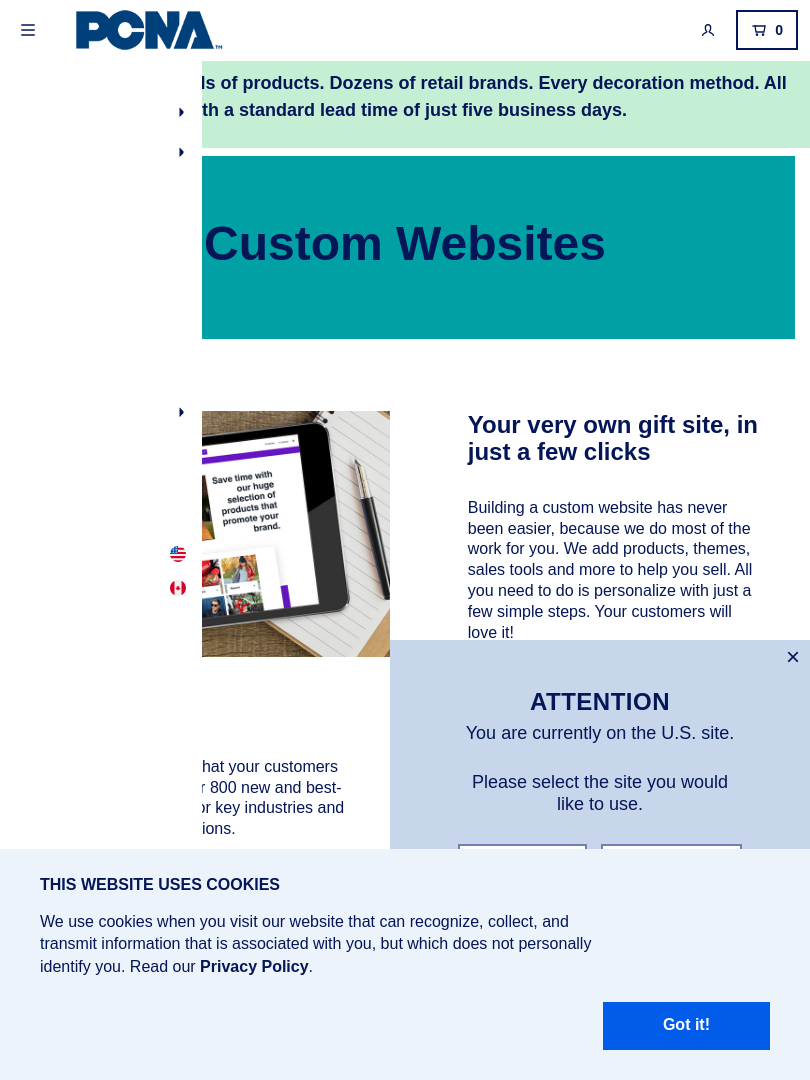 PCNA™
0
ls of products. Dozens of retail brands. Every decoration method. All
th a standard lead time of just five business days.
Custom Websites
Save time with
our huge
selection of
products that
promote your
brand.
Your very own gift site, in
just a few clicks
Building a custom website has never
been easier, because we do most of the
work for you. We add products, themes,
sales tools and more to help you sell. All
you need to do is personalize with just a
few simple steps. Your customers will
love it!
hat your customers
r 800 new and best-
or key industries and
ions.
ATTENTION
You are currently on the U.S. site.
Please select the site you would
like to use.
THIS WEBSITE USES COOKIES
We use cookies when you visit our website that can recognize, collect, and
transmit information that is associated with you, but which does not personally
identify you. Read our Privacy Policy.
Got it!